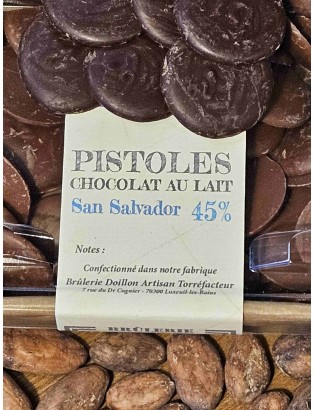 PISTOLES
CHOCOLAT AU LAIT
San Salvador 45%
Notes :
Confectionné dans notre fabrique
Brûlerie Doillon Artisan Torréfacteur
7 rue du Dr Cugnier - 70300 Luxeuil-les-Bains
BRÛLERIE